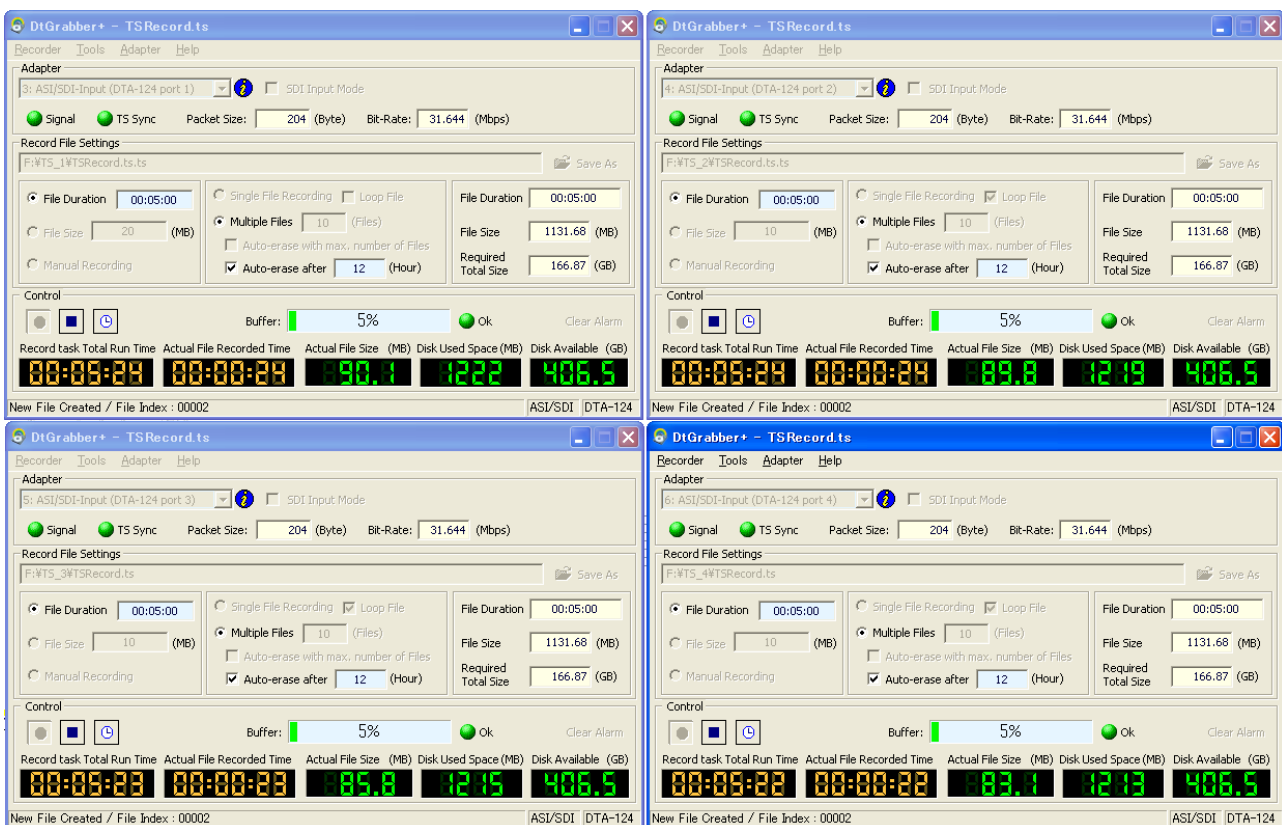 DtGrabber+ - TSRecord.ts
Recorder Tools Adapter Help
Adapter
3: ASI/SDI-Input (DTA-124 port 1) SDI Input Mode
Signal TS Sync Packet Size: 204 (Byte) Bit-Rate: 31.644 (Mbps)
Record File Settings
F:¥TS_1¥TSRecord.ts.ts Save As
File Duration 00:05:00 Single File Recording Loop File File Duration 00:05:00
Multiple Files 10 (Files)
File Size 20 (MB) File Size 1131.68 (MB)
Auto-erase with max. number of Files
Manual Recording Auto-erase after 12 (Hour) Required Total Size 166.87 (GB)
Control
Buffer: 5% Ok Clear Alarm
Record task Total Run Time Actual File Recorded Time Actual File Size (MB) Disk Used Space (MB) Disk Available (GB)
00:05:24 00:00:24 90.1 1222 406.5
New File Created / File Index : 00002 ASI/SDI DTA-124
DtGrabber+ - TSRecord.ts
Recorder Tools Adapter Help
Adapter
4: ASI/SDI-Input (DTA-124 port 2) SDI Input Mode
Signal TS Sync Packet Size: 204 (Byte) Bit-Rate: 31.644 (Mbps)
Record File Settings
F:¥TS_2¥TSRecord.ts.ts Save As
File Duration 00:05:00 Single File Recording Loop File File Duration 00:05:00
Multiple Files 10 (Files)
File Size 10 (MB) File Size 1131.68 (MB)
Auto-erase with max. number of Files
Manual Recording Auto-erase after 12 (Hour) Required Total Size 166.87 (GB)
Control
Buffer: 5% Ok Clear Alarm
Record task Total Run Time Actual File Recorded Time Actual File Size (MB) Disk Used Space (MB) Disk Available (GB)
00:05:24 00:00:24 89.8 1219 406.5
New File Created / File Index : 00002 ASI/SDI DTA-124
DtGrabber+ - TSRecord.ts
Recorder Tools Adapter Help
Adapter
5: ASI/SDI-Input (DTA-124 port 3) SDI Input Mode
Signal TS Sync Packet Size: 204 (Byte) Bit-Rate: 31.644 (Mbps)
Record File Settings
F:¥TS_3¥TSRecord.ts Save As
File Duration 00:05:00 Single File Recording Loop File File Duration 00:05:00
Multiple Files 10 (Files)
File Size 10 (MB) File Size 1131.68 (MB)
Auto-erase with max. number of Files
Manual Recording Auto-erase after 12 (Hour) Required Total Size 166.87 (GB)
Control
Buffer: 5% Ok Clear Alarm
Record task Total Run Time Actual File Recorded Time Actual File Size (MB) Disk Used Space (MB) Disk Available (GB)
00:05:23 00:00:23 85.8 1215 406.5
New File Created / File Index : 00002 ASI/SDI DTA-124
DtGrabber+ - TSRecord.ts
Recorder Tools Adapter Help
Adapter
6: ASI/SDI-Input (DTA-124 port 4) SDI Input Mode
Signal TS Sync Packet Size: 204 (Byte) Bit-Rate: 31.644 (Mbps)
Record File Settings
F:¥TS_4¥TSRecord.ts Save As
File Duration 00:05:00 Single File Recording Loop File File Duration 00:05:00
Multiple Files 10 (Files)
File Size 10 (MB) File Size 1131.68 (MB)
Auto-erase with max. number of Files
Manual Recording Auto-erase after 12 (Hour) Required Total Size 166.87 (GB)
Control
Buffer: 5% Ok Clear Alarm
Record task Total Run Time Actual File Recorded Time Actual File Size (MB) Disk Used Space (MB) Disk Available (GB)
00:05:22 00:00:22 83.1 1213 406.5
New File Created / File Index : 00002 ASI/SDI DTA-124